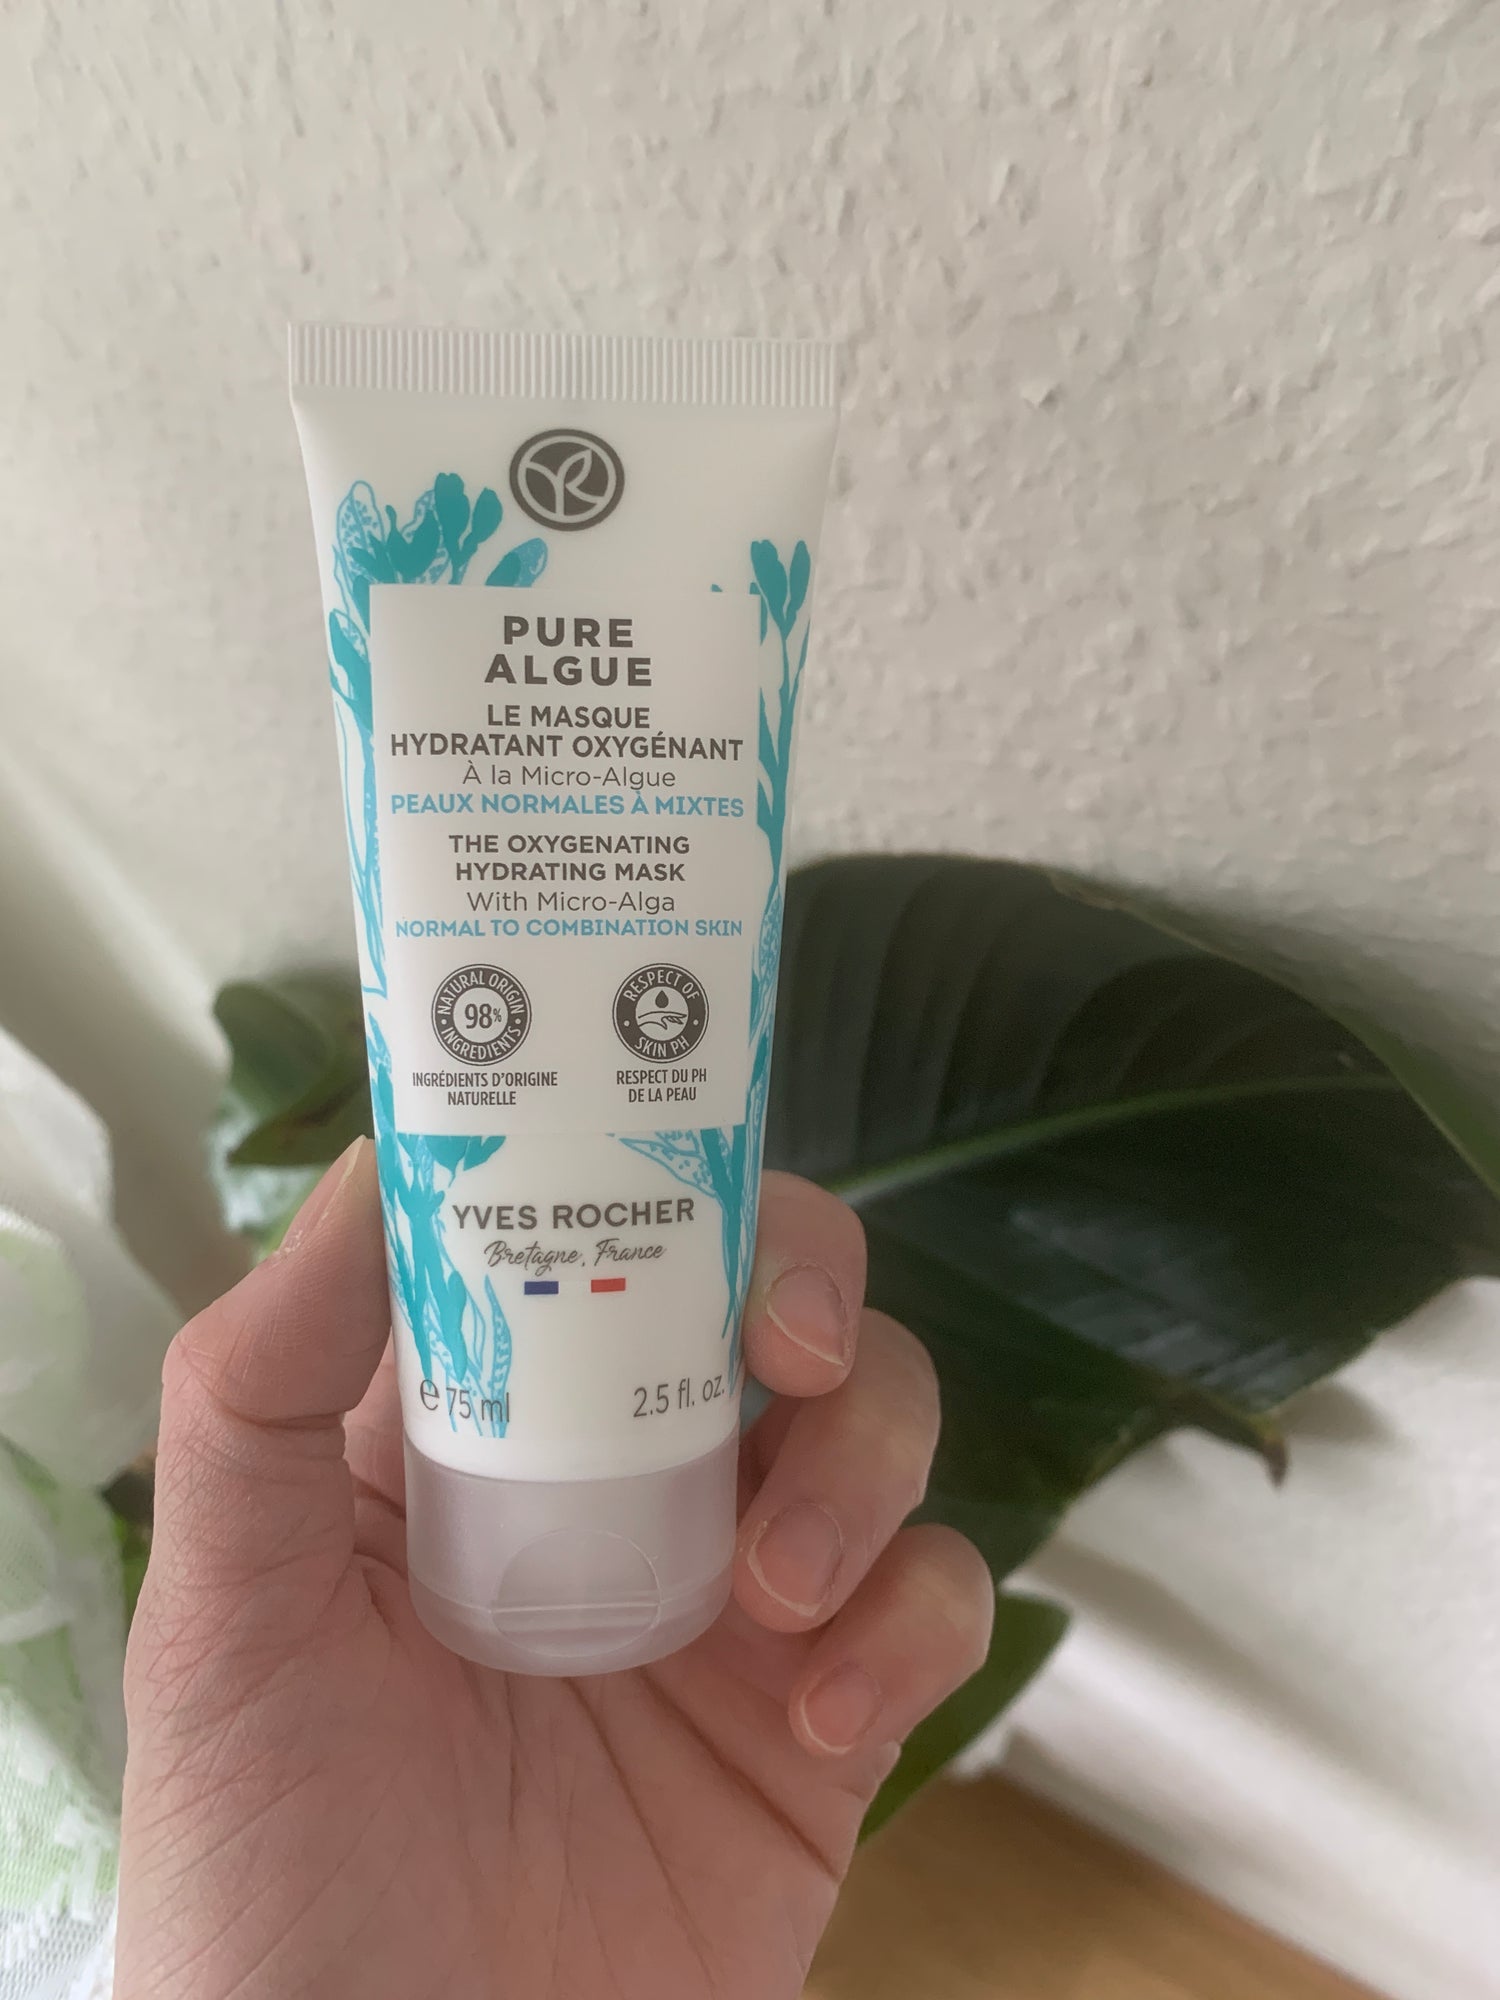 PURE
ALGUE
LE MASQUE
HYDRATANT OXYGÉNANT
À la Micro-Algue
PEAUX NORMALES À MIXTES
THE OXYGENATING
HYDRATING MASK
With Micro-Alga
NORMAL TO COMBINATION SKIN
NATURAL ORIGIN
98%
INGREDIENTS
INGRÉDIENTS D'ORIGINE
NATURELLE
RESPECT OF
SKIN PH
RESPECT DU PH
DE LA PEAU
YVES ROCHER
Bretagne, France
e 75 ml
2.5 fl. oz.